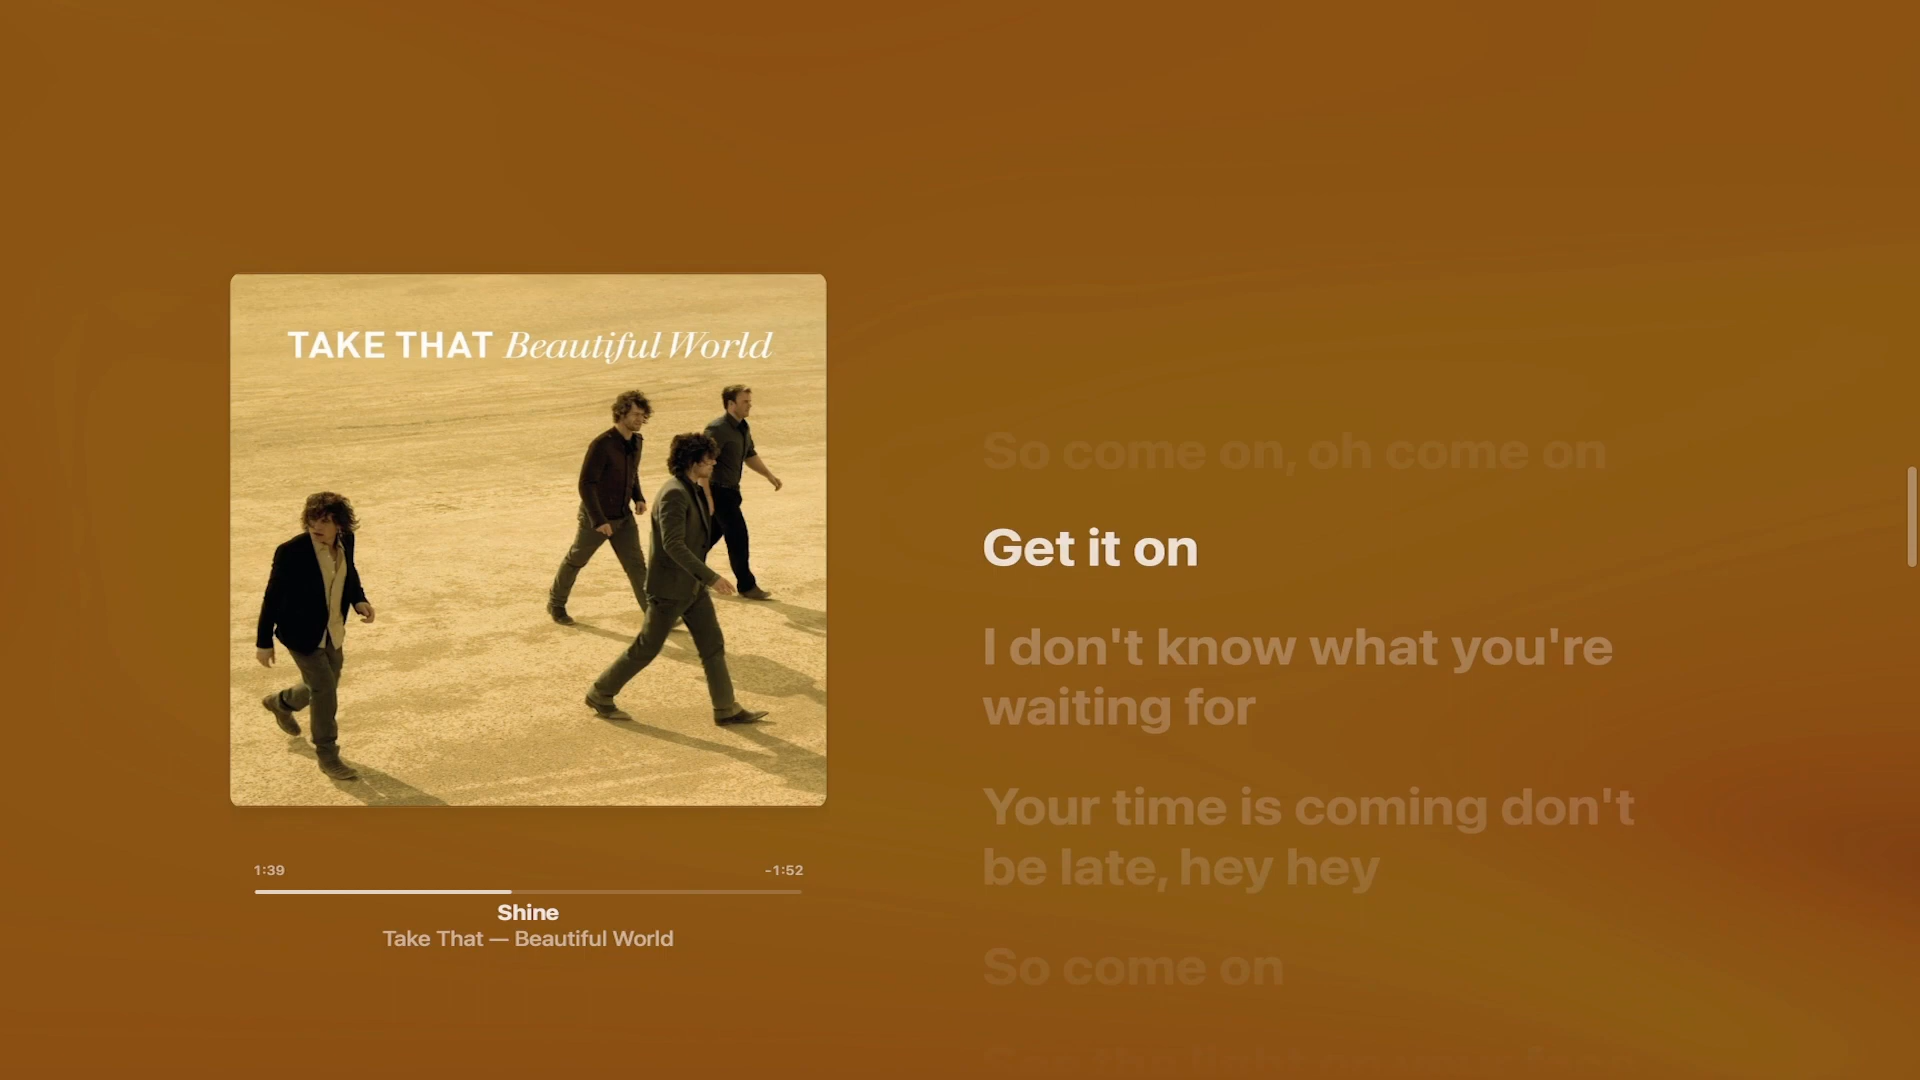 TAKE THAT Beautiful World
1:39
-1:52
Shine
Take That — Beautiful World
So come on, oh come on
Get it on
I don't know what you're
waiting for
Your time is coming don't
be late, hey hey
So come on